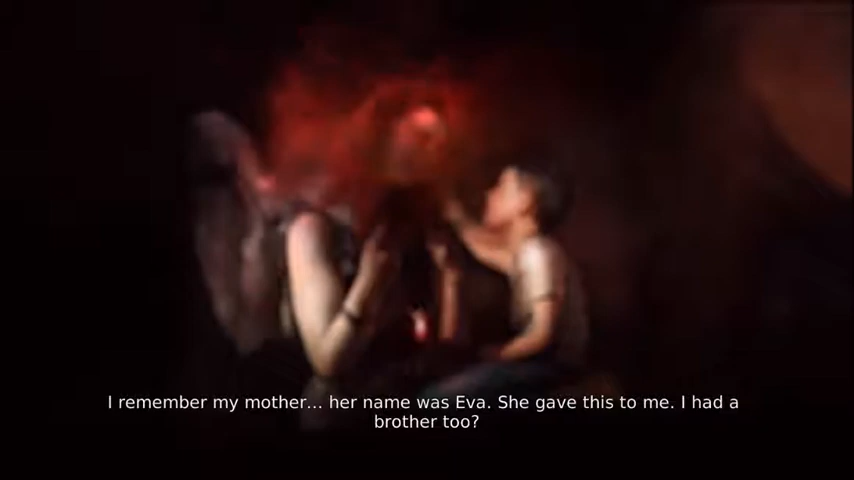 I remember my mother... her name was Eva. She gave this to me. I had a
brother too?